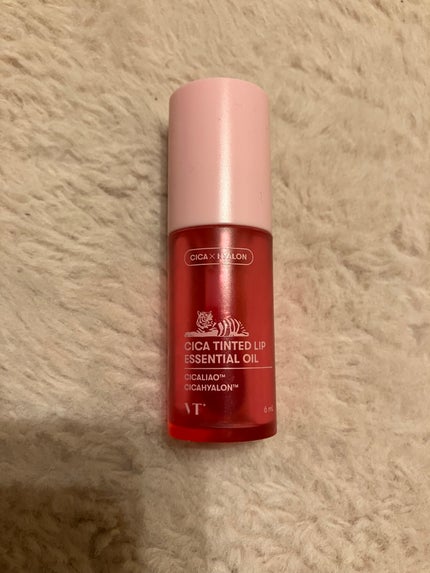 CICA × HYALON
CICA TINTED LIP
ESSENTIAL OIL
CICALIAO™
CICAHYALON™
VT+
6 mL